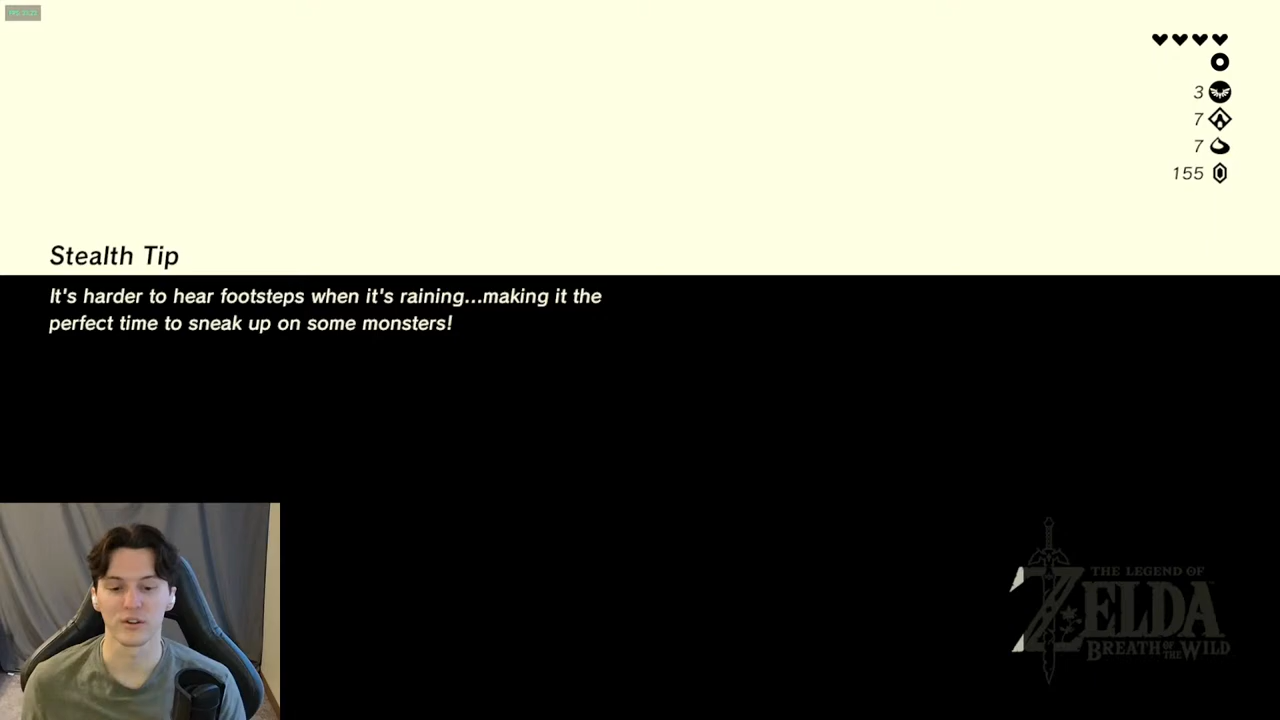 3
7
7
155
Stealth Tip
It's harder to hear footsteps when it's raining...making it the
perfect time to sneak up on some monsters!
THE LEGEND OF
ZELDA
BREATH OF THE WILD